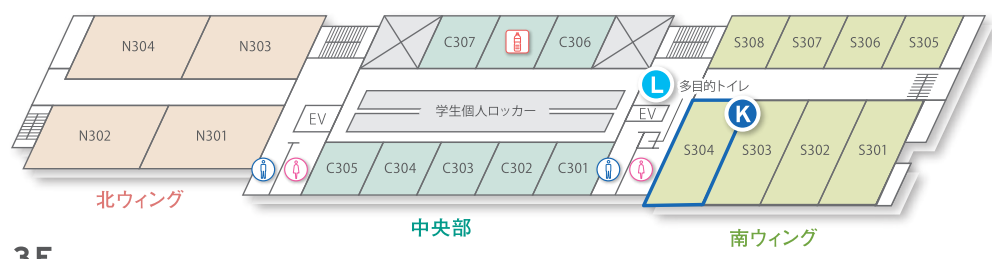 N304
N303
C307
C306
S308
S307
S306
S305
L
多目的トイレ
学生個人ロッカー
EV
EV
K
N302
N301
C305
C304
C303
C302
C301
S304
S303
S302
S301
北ウィング
中央部
南ウィング
3F